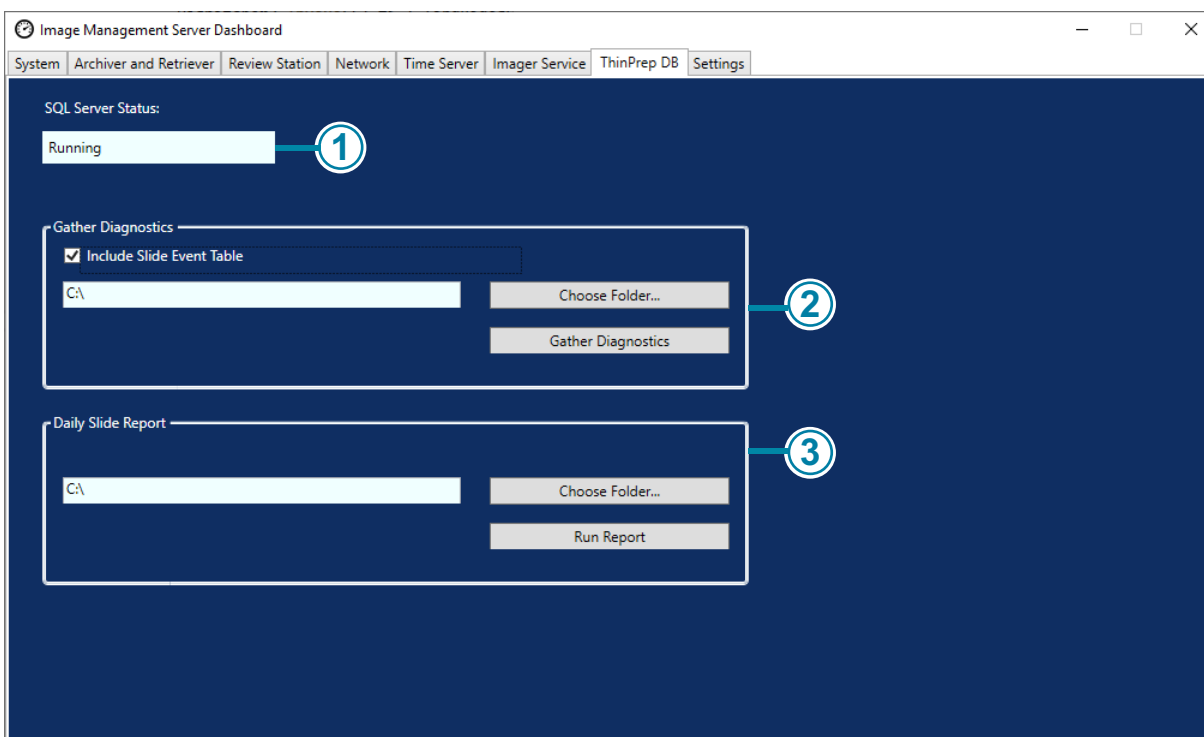 Image Management Server Dashboard
System Archiver and Retriever Review Station Network Time Server Imager Service ThinPrep DB Settings
SQL Server Status:
Running
1
Gather Diagnostics
Include Slide Event Table
C:\ Choose Folder...
2
Gather Diagnostics
Daily Slide Report
3
C:\ Choose Folder...
Run Report